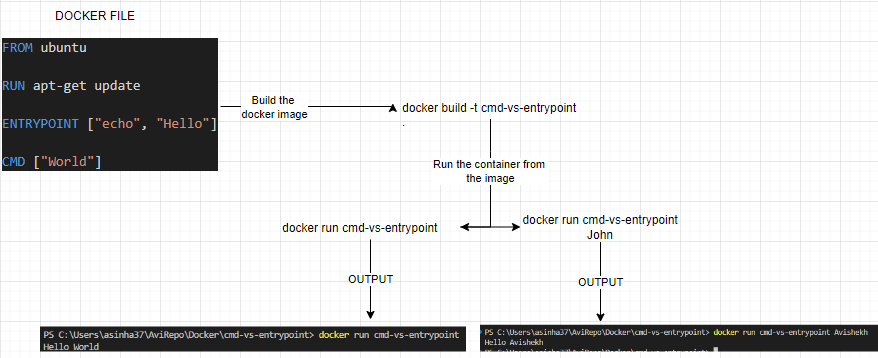 DOCKER FILE
FROM ubuntu
RUN apt-get update
ENTRYPOINT ["echo", "Hello"]
CMD ["World"]
Build the
docker image
docker build -t cmd-vs-entrypoint
.
Run the container from
the image
docker run cmd-vs-entrypoint
docker run cmd-vs-entrypoint
John
OUTPUT
OUTPUT
PS C:\Users\asinha37\AviRepo\Docker\cmd-vs-entrypoint> docker run cmd-vs-entrypoint
Hello World
PS C:\Users\asinha37\AviRepo\Docker\cmd-vs-entrypoint> docker run cmd-vs-entrypoint Avishekh
Hello Avishekh